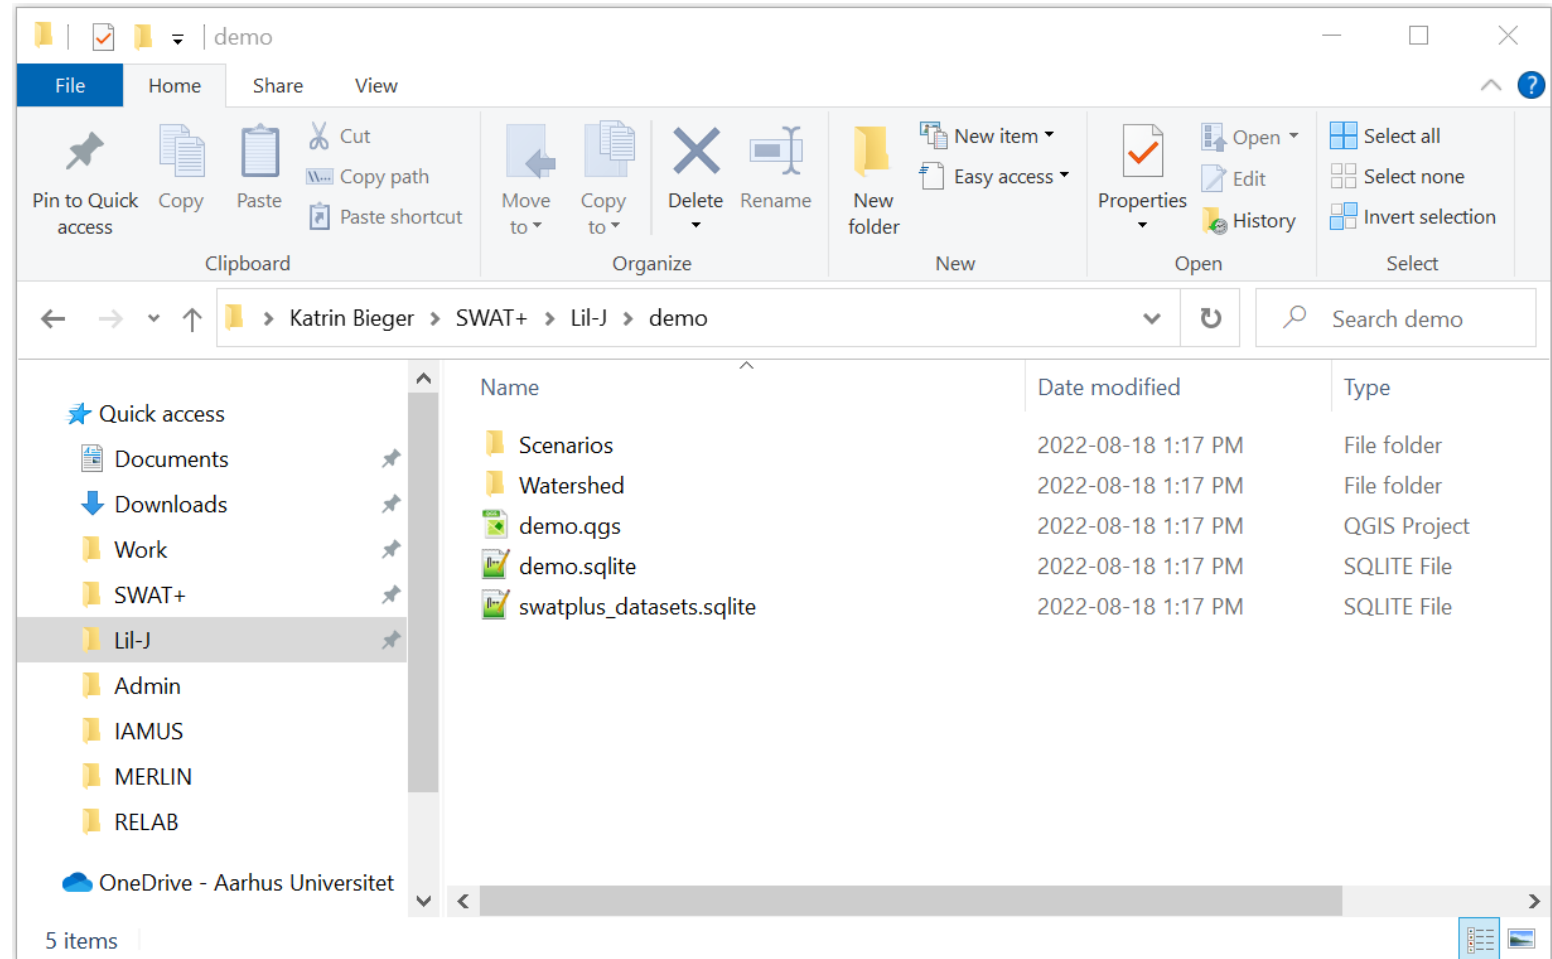 demo
File Home Share View
Pin to Quick access
Copy
Paste
Cut
Copy path
Paste shortcut
Clipboard
Move to
Copy to
Delete
Rename
Organize
New folder
New item
Easy access
New
Properties
Open
Edit
History
Open
Select all
Select none
Invert selection
Select
Katrin Bieger > SWAT+ > Lil-J > demo
Search demo
Quick access
Documents
Downloads
Work
SWAT+
Lil-J
Admin
IAMUS
MERLIN
RELAB
OneDrive - Aarhus Universitet
Name Date modified Type
Scenarios 2022-08-18 1:17 PM File folder
Watershed 2022-08-18 1:17 PM File folder
demo.qgs 2022-08-18 1:17 PM QGIS Project
demo.sqlite 2022-08-18 1:17 PM SQLITE File
swatplus_datasets.sqlite 2022-08-18 1:17 PM SQLITE File
5 items